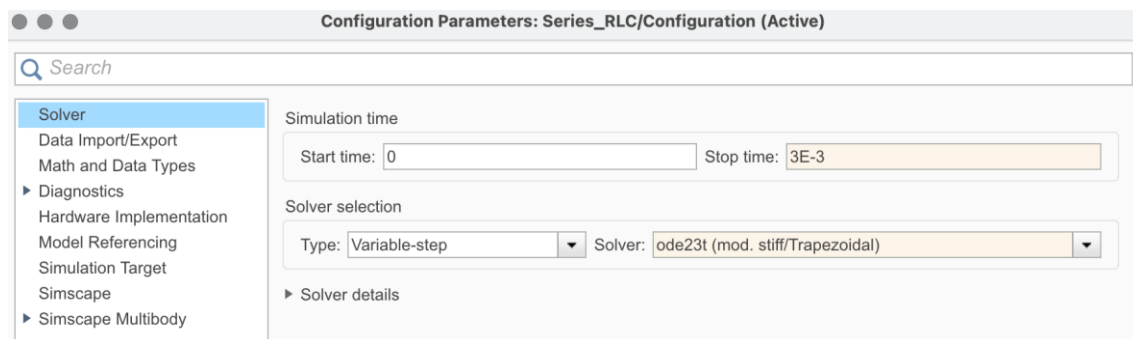 Configuration Parameters: Series_RLC/Configuration (Active)
Search
Solver
Data Import/Export
Math and Data Types
Diagnostics
Hardware Implementation
Model Referencing
Simulation Target
Simscape
Simscape Multibody
Simulation time
Start time: 0 Stop time: 3E-3
Solver selection
Type: Variable-step Solver: ode23t (mod. stiff/Trapezoidal)
Solver details